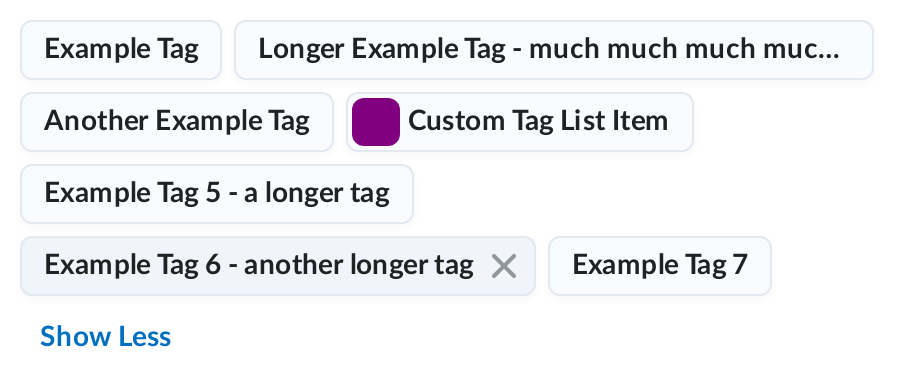 Example Tag Longer Example Tag - much much much muc...
Another Example Tag Custom Tag List Item
Example Tag 5 - a longer tag
Example Tag 6 - another longer tag Example Tag 7
Show Less